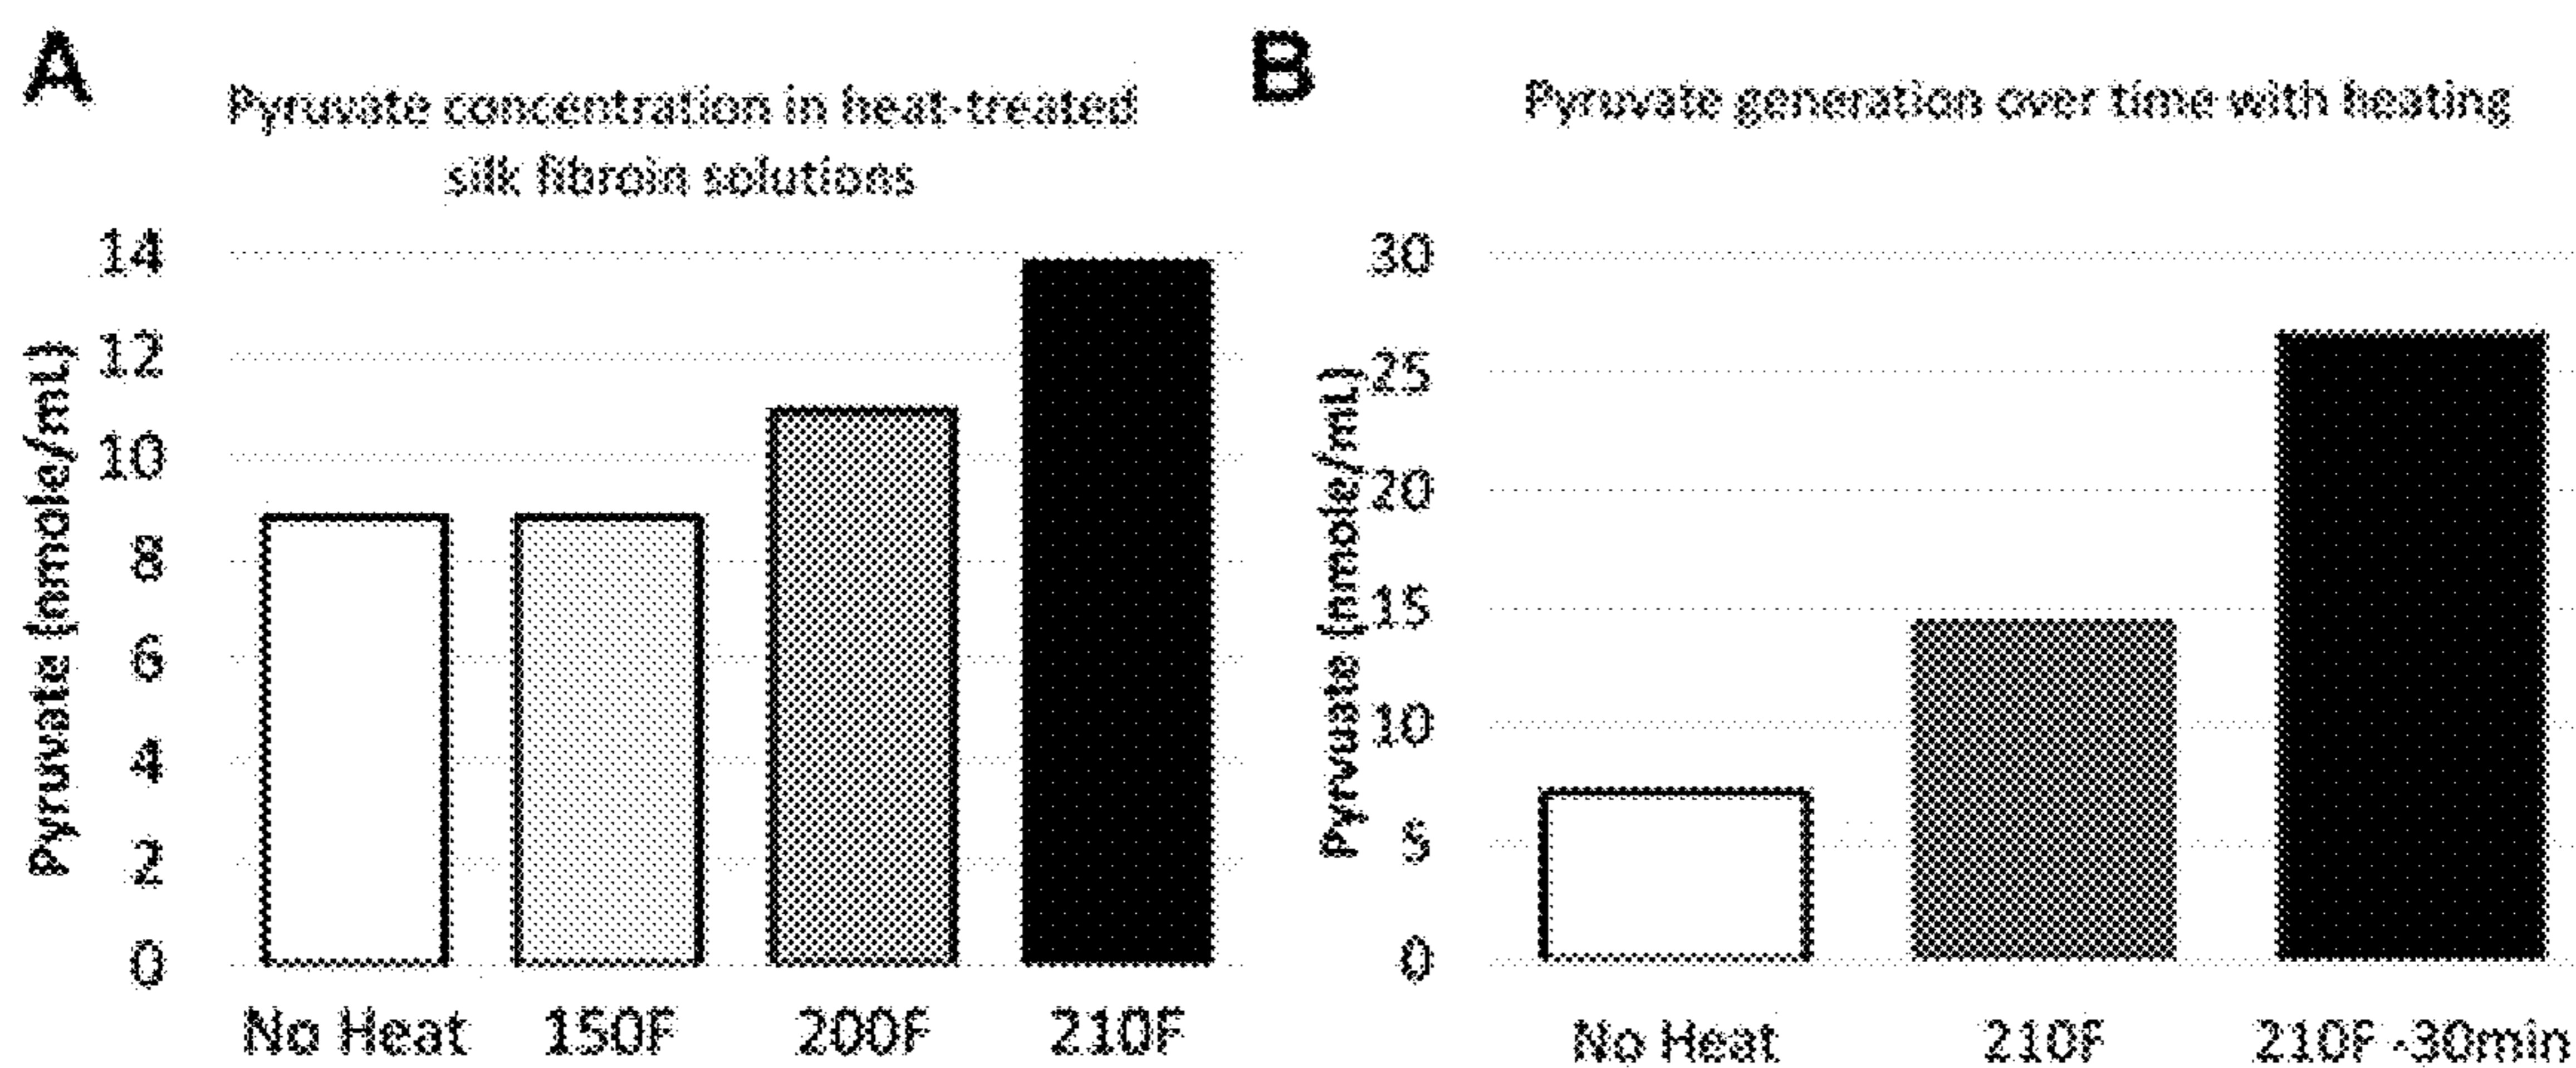 A
Pyruvate concentration in heat-treated
silk fibroin solutions
Pyruvate (nmole/mL)
14
12
10
8
6
4
2
0
No Heat 150F 200F 210F
B
Pyruvate generation over time with heating
Pyruvate (nmole/mL)
30
25
20
15
10
5
0
No Heat 210F 210F -30min